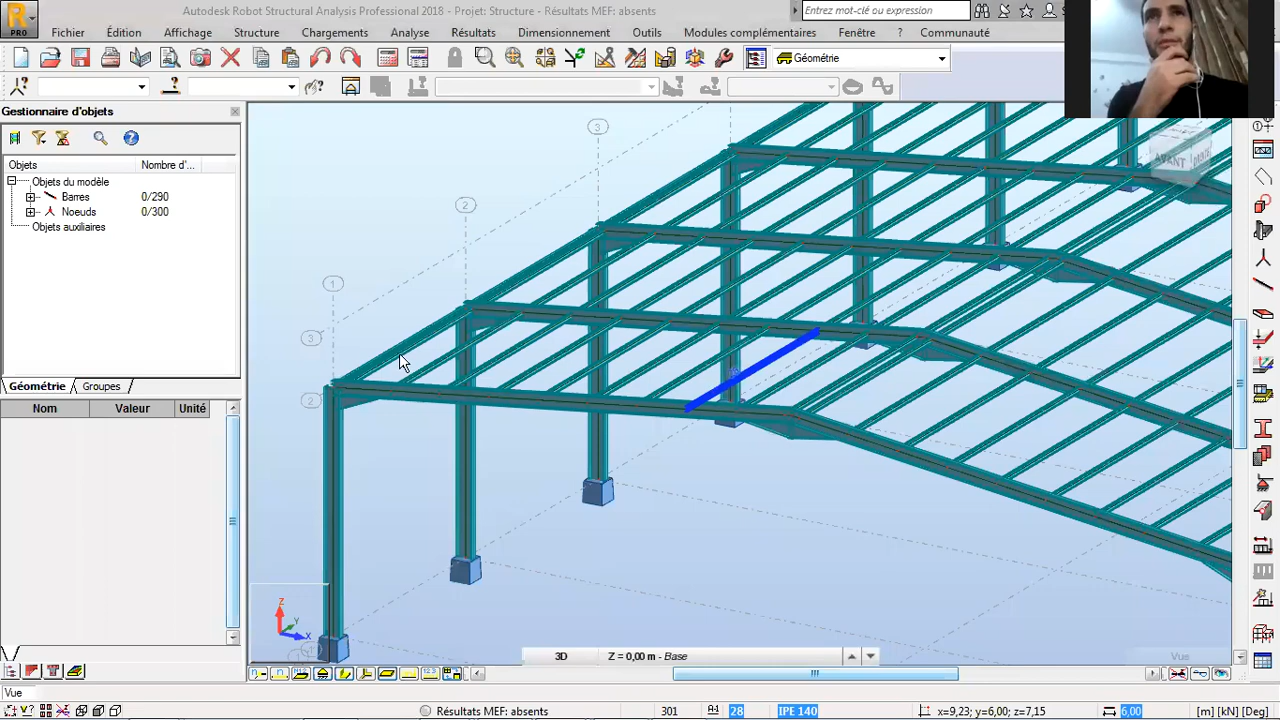 Autodesk Robot Structural Analysis Professional 2018 - Projet: Structure - Résultats MEF: absents
Entrez mot-clé ou expression
PRO
Fichier Édition Affichage Structure Chargements Analyse Résultats Dimensionnement Outils Modules complémentaires Fenêtre ? Communauté
Géométrie
Gestionnaire d'objets
Objets Nombre d'...
Objets du modèle
Barres 0/290
Noeuds 0/300
Objets auxiliaires
Géométrie Groupes
Nom Valeur Unité
3
2
1
3
2
AVANT
Z
Y
X
3D Z = 0,00 m - Base
Vue
Vue
Résultats MEF: absents 301 28 IPE 140 x=9,23; y=6,00; z=7,15 6,00 [m] [kN] [Deg]